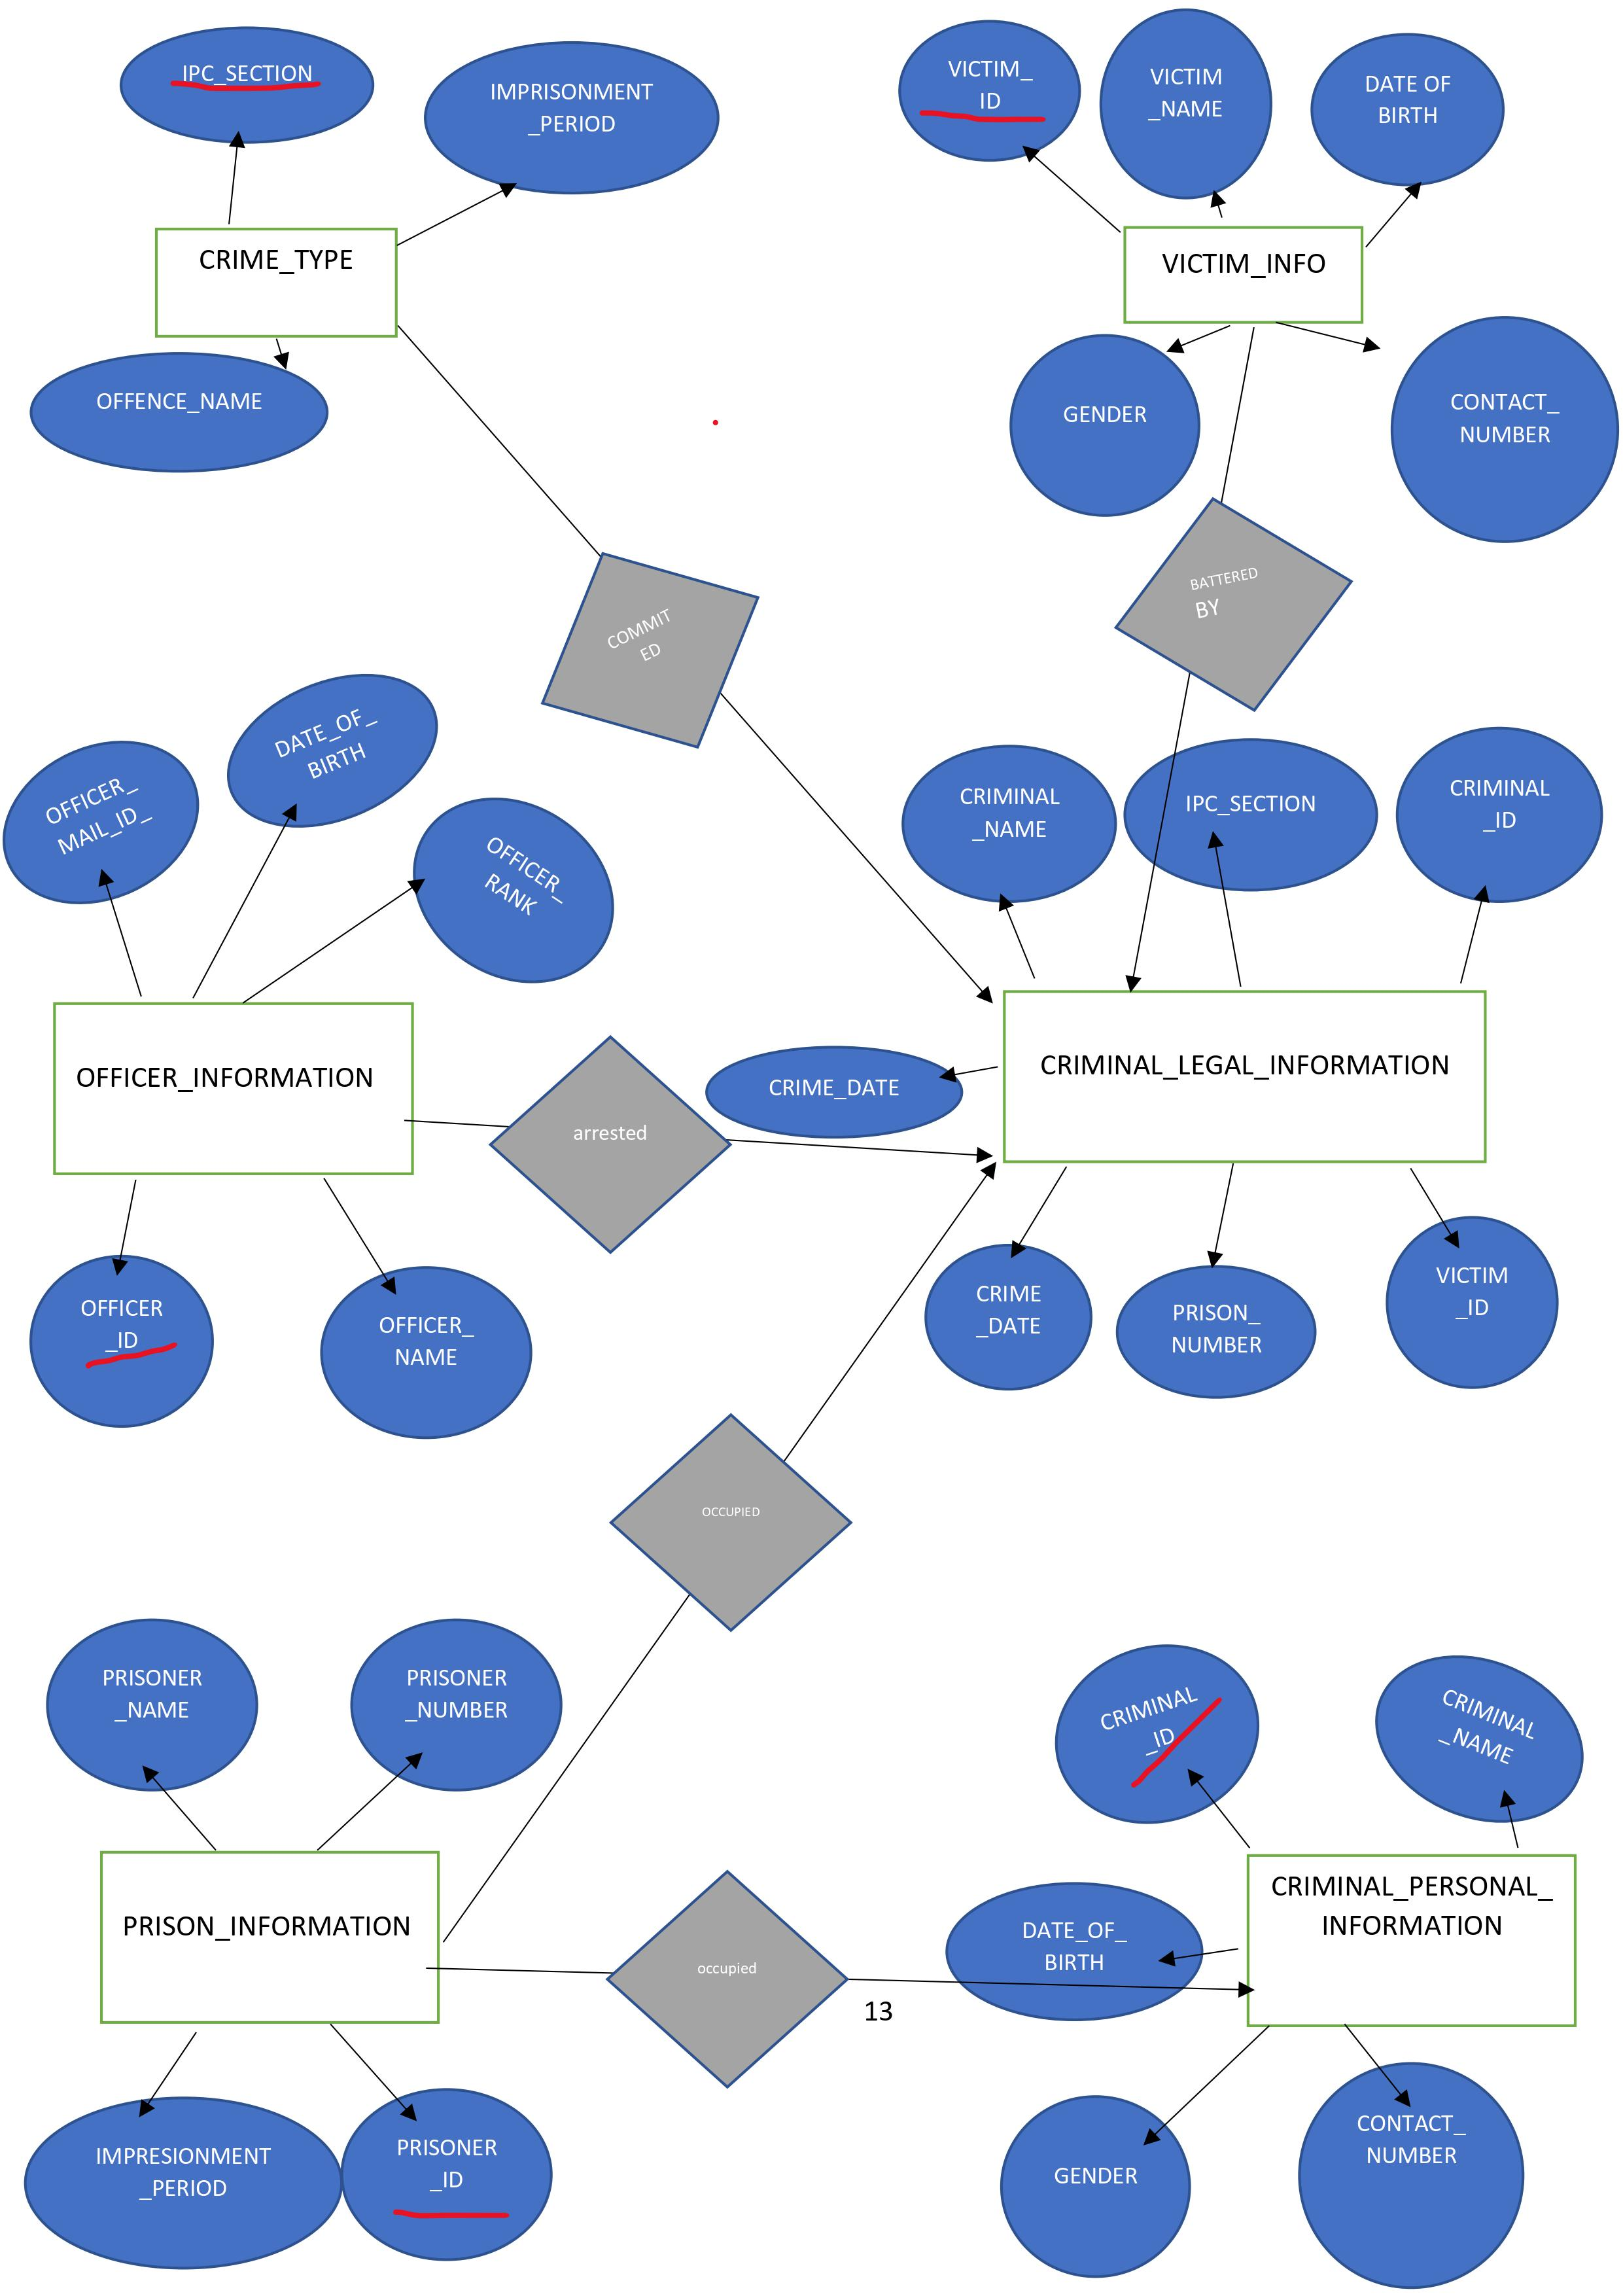 IPC_SECTION
IMPRISONMENT
_PERIOD
VICTIM_
ID
VICTIM
_NAME
DATE OF
BIRTH
CRIME_TYPE
VICTIM_INFO
OFFENCE_NAME
GENDER
CONTACT_
NUMBER
COMMIT
ED
BATTERED
BY
OFFICER_
MAIL_ID_
DATE_OF_
BIRTH
OFFICER_
RANK
CRIMINAL
_NAME
IPC_SECTION
CRIMINAL
_ID
OFFICER_INFORMATION
arrested
CRIME_DATE
CRIMINAL_LEGAL_INFORMATION
OFFICER
_ID
OFFICER_
NAME
CRIME
_DATE
PRISON_
NUMBER
VICTIM
_ID
OCCUPIED
PRISONER
_NAME
PRISONER
_NUMBER
CRIMINAL
_ID
CRIMINAL
_NAME
PRISON_INFORMATION
occupied
13
DATE_OF_
BIRTH
CRIMINAL_PERSONAL_
INFORMATION
IMPRESIONMENT
_PERIOD
PRISONER
_ID
GENDER
CONTACT_
NUMBER